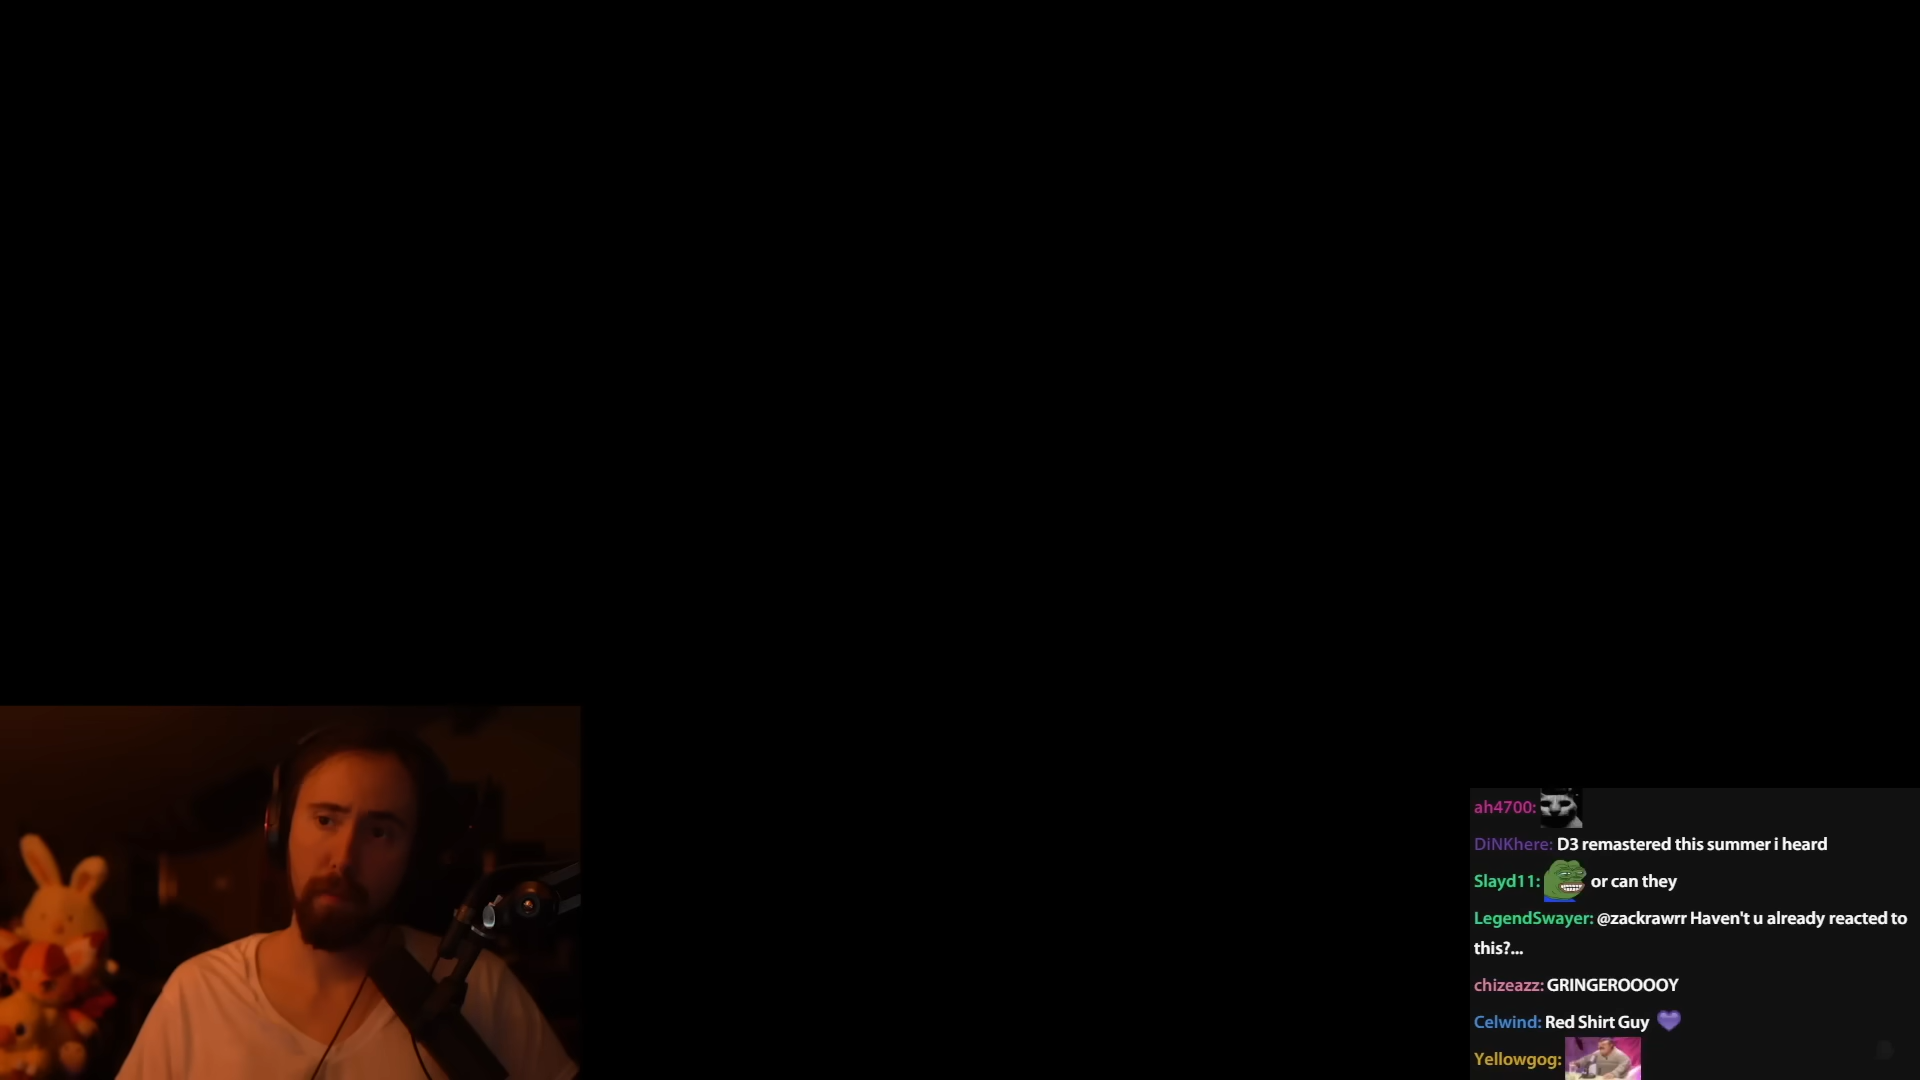 ah4700:
DiNKhere: D3 remastered this summer i heard
Slayd11: or can they
LegendSwayer: @zackrawrr Haven't u already reacted to
this?...
chizeazz: GRINGEROOOOY
Celwind: Red Shirt Guy
Yellowgog: